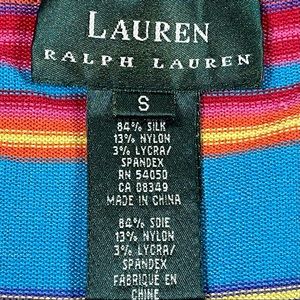 LAUREN
RALPH LAUREN
S
84% SILK
13% NYLON
3% LYCRA/
SPANDEX
RN 54050
CA 08349
MADE IN CHINA
84% SOIE
13% NYLON
3% LYCRA/
SPANDEX
FABRIQUÉ EN
CHINE